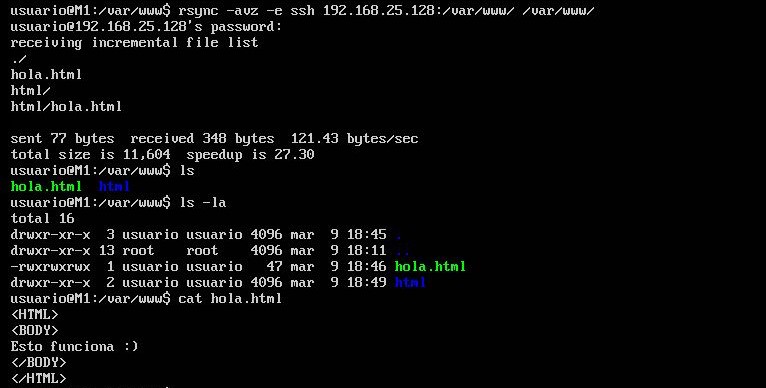 usuario@M1:/var/www$ rsync -avz -e ssh 192.168.25.128:/var/www/ /var/www/
usuario@192.168.25.128's password:
receiving incremental file list
./
hola.html
html/
html/hola.html

sent 77 bytes  received 348 bytes  121.43 bytes/sec
total size is 11,604  speedup is 27.30
usuario@M1:/var/www$ ls
hola.html  html
usuario@M1:/var/www$ ls -la
total 16
drwxr-xr-x  3 usuario usuario 4096 mar  9 18:45 .
drwxr-xr-x 13 root    root    4096 mar  9 18:11 ..
-rwxrwxrwx  1 usuario usuario   47 mar  9 18:46 hola.html
drwxr-xr-x  2 usuario usuario 4096 mar  9 18:49 html
usuario@M1:/var/www$ cat hola.html
<HTML>
<BODY>
Esto funciona :)
</BODY>
</HTML>